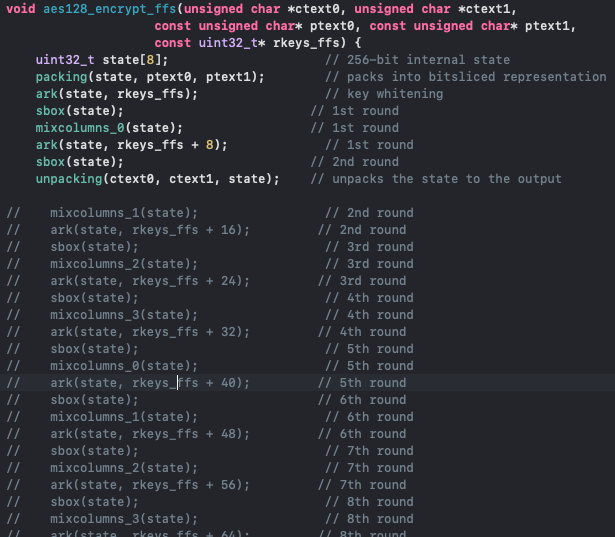 void aes128_encrypt_ffs(unsigned char *ctext0, unsigned char *ctext1,
const unsigned char* ptext0, const unsigned char* ptext1,
const uint32_t* rkeys_ffs) {
uint32_t state[8]; // 256-bit internal state
packing(state, ptext0, ptext1); // packs into bitsliced representation
ark(state, rkeys_ffs); // key whitening
sbox(state); // 1st round
mixcolumns_0(state); // 1st round
ark(state, rkeys_ffs + 8); // 1st round
sbox(state); // 2nd round
unpacking(ctext0, ctext1, state); // unpacks the state to the output
// mixcolumns_1(state); // 2nd round
// ark(state, rkeys_ffs + 16); // 2nd round
// sbox(state); // 3rd round
// mixcolumns_2(state); // 3rd round
// ark(state, rkeys_ffs + 24); // 3rd round
// sbox(state); // 4th round
// mixcolumns_3(state); // 4th round
// ark(state, rkeys_ffs + 32); // 4th round
// sbox(state); // 5th round
// mixcolumns_0(state); // 5th round
// ark(state, rkeys_ffs + 40); // 5th round
// sbox(state); // 6th round
// mixcolumns_1(state); // 6th round
// ark(state, rkeys_ffs + 48); // 6th round
// sbox(state); // 7th round
// mixcolumns_2(state); // 7th round
// ark(state, rkeys_ffs + 56); // 7th round
// sbox(state); // 8th round
// mixcolumns_3(state); // 8th round
// ark(state, rkeys_ffs + 64); // 8th round